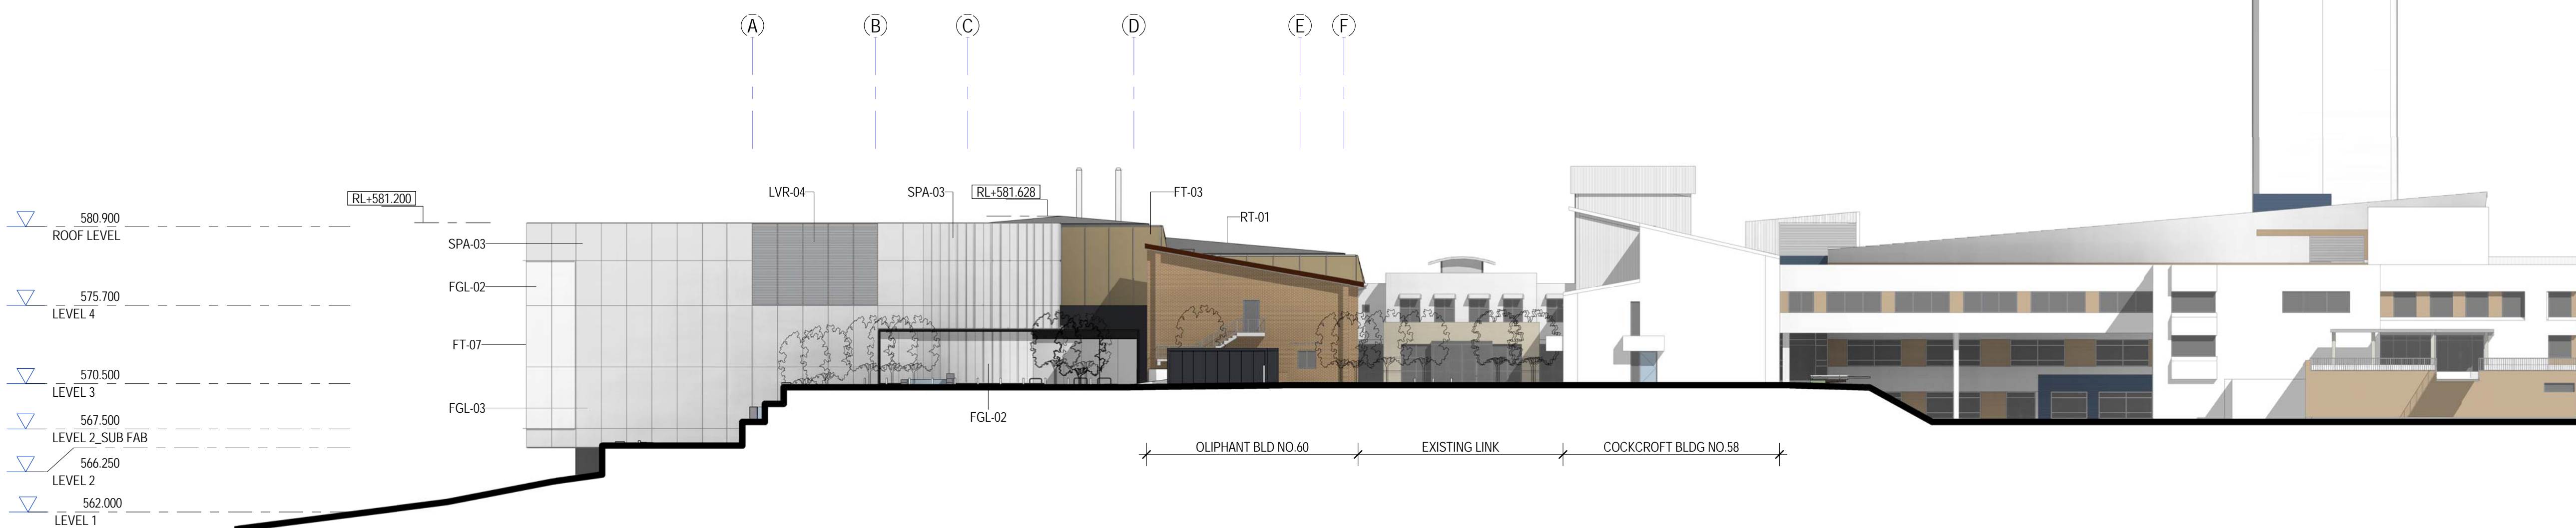 A B C D E F
RL+581.200
LVR-04
SPA-03
RL+581.628
FT-03
RT-01
580.900
ROOF LEVEL
SPA-03
FGL-02
575.700
LEVEL 4
FT-07
570.500
LEVEL 3
FGL-03
FGL-02
567.500
LEVEL 2_SUB FAB
566.250
LEVEL 2
562.000
LEVEL 1
OLIPHANT BLD NO.60
EXISTING LINK
COCKCROFT BLDG NO.58